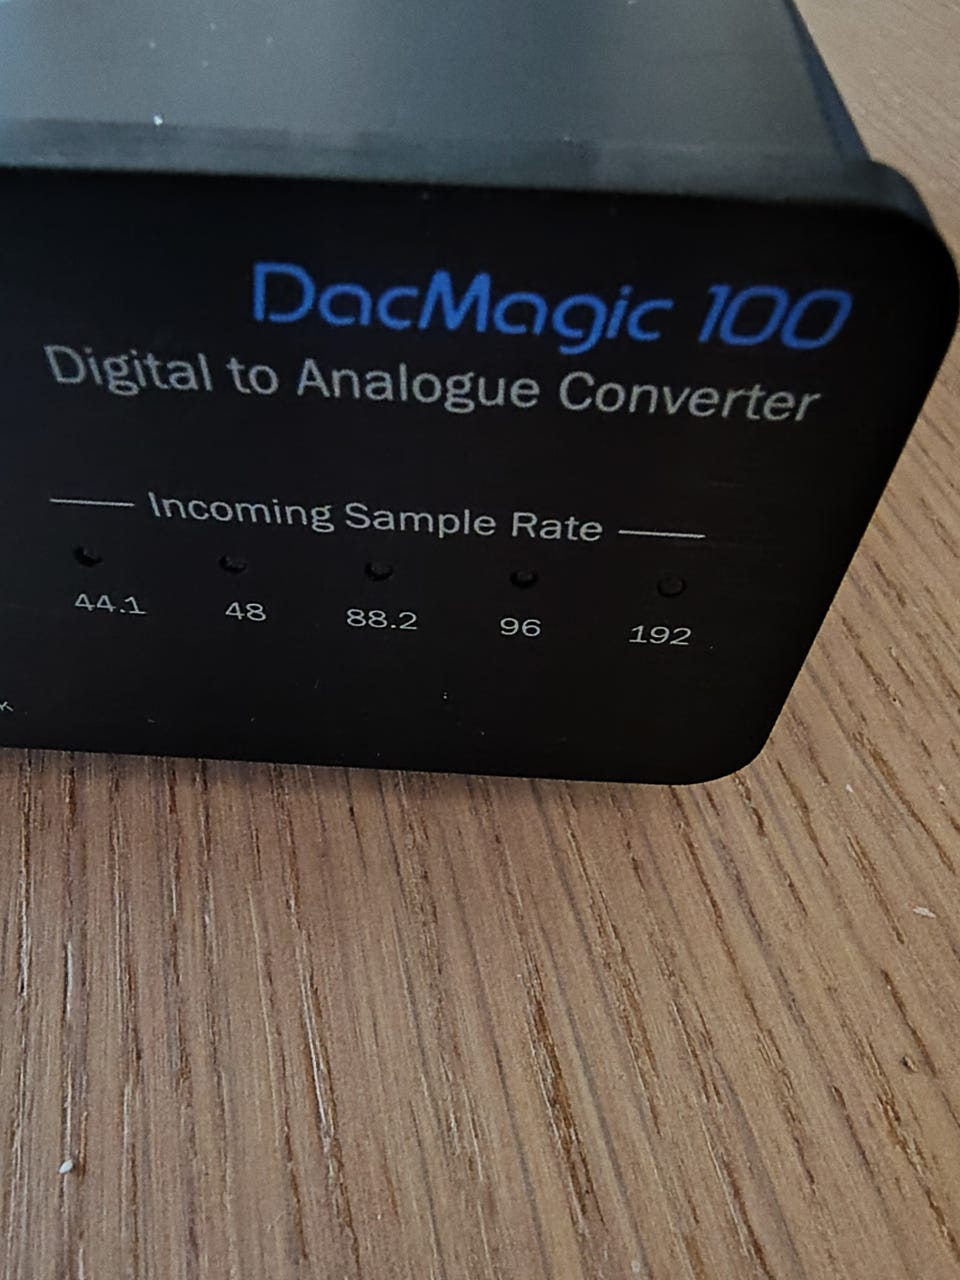 DacMagic 100
Digital to Analogue Converter
Incoming Sample Rate
44.1 48 88.2 96 192